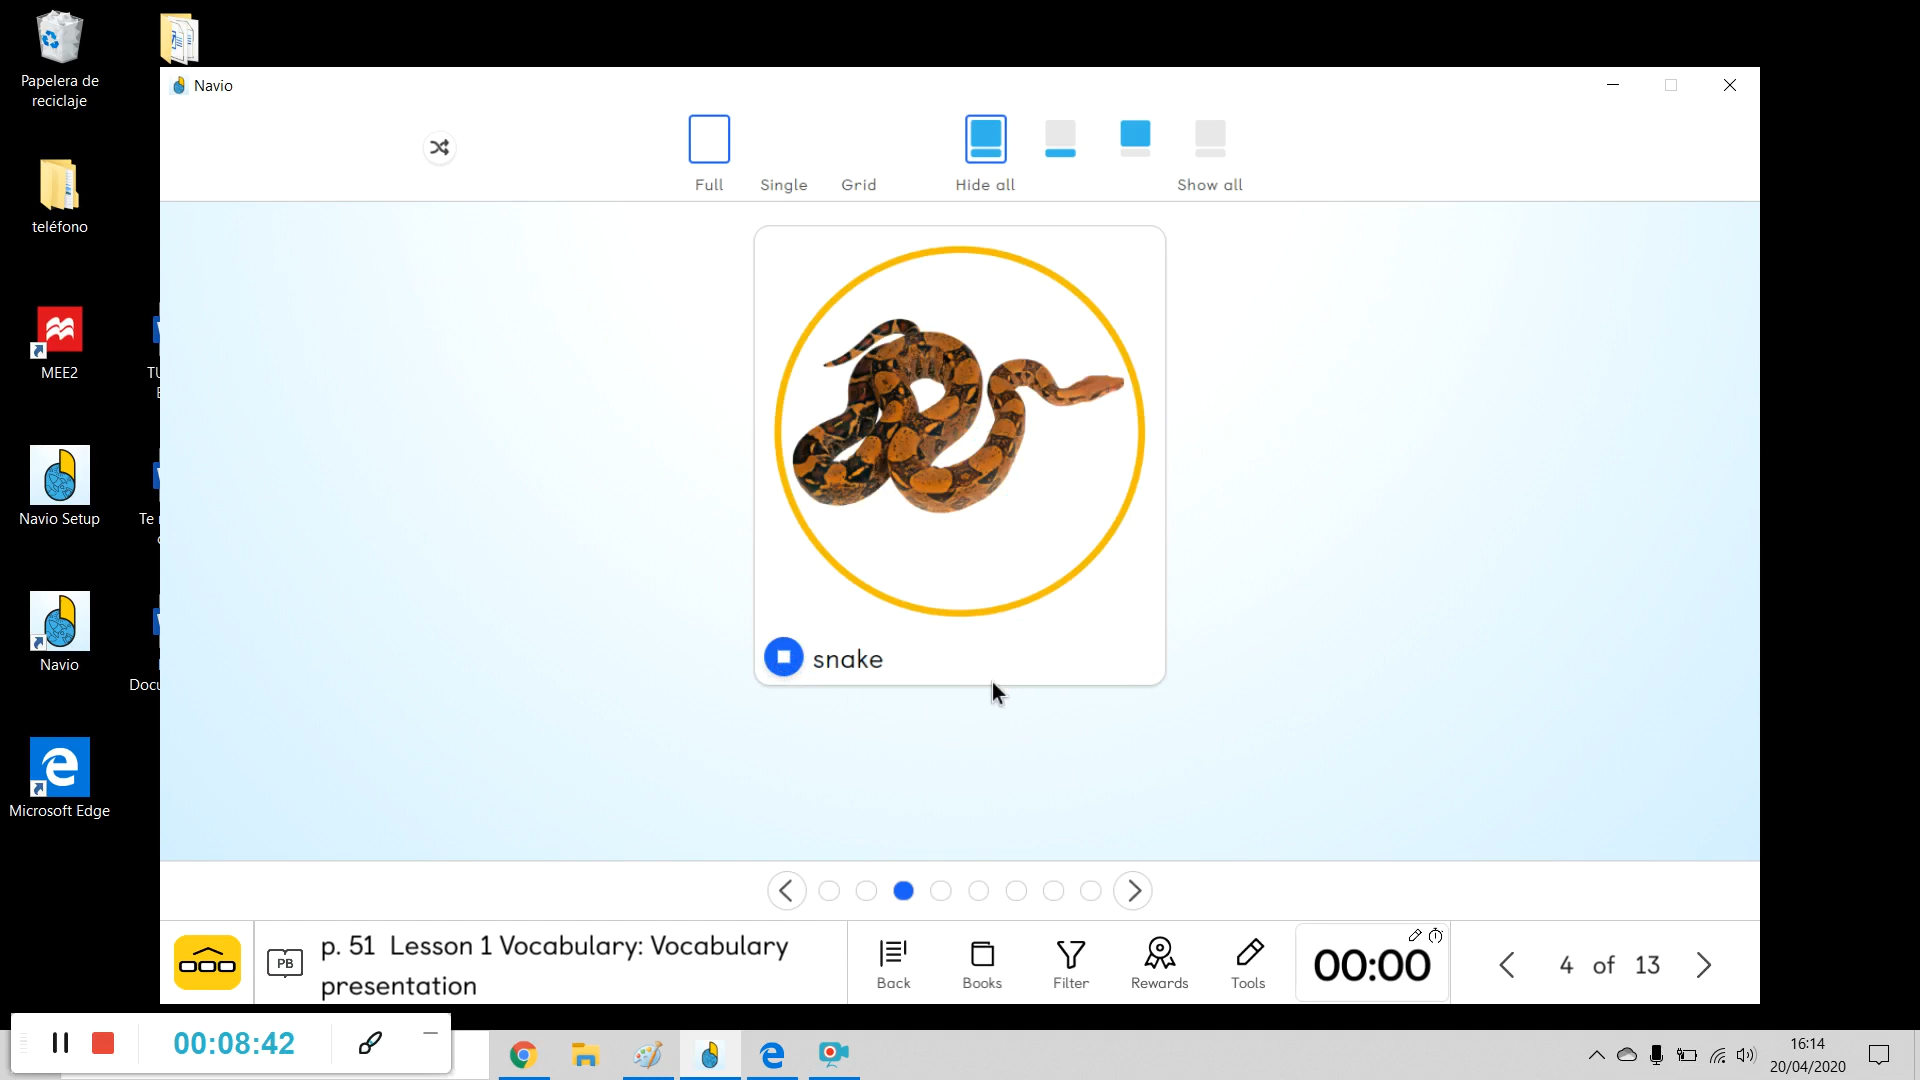 Papelera de
reciclaje
teléfono
MEE2
Navio Setup
Navio
Microsoft Edge
Navio
Full
Single
Grid
Hide all
Show all
snake
PB
p. 51 Lesson 1 Vocabulary: Vocabulary
presentation
Back
Books
Filter
Rewards
Tools
00:00
4 of 13
00:08:42
16:14
20/04/2020